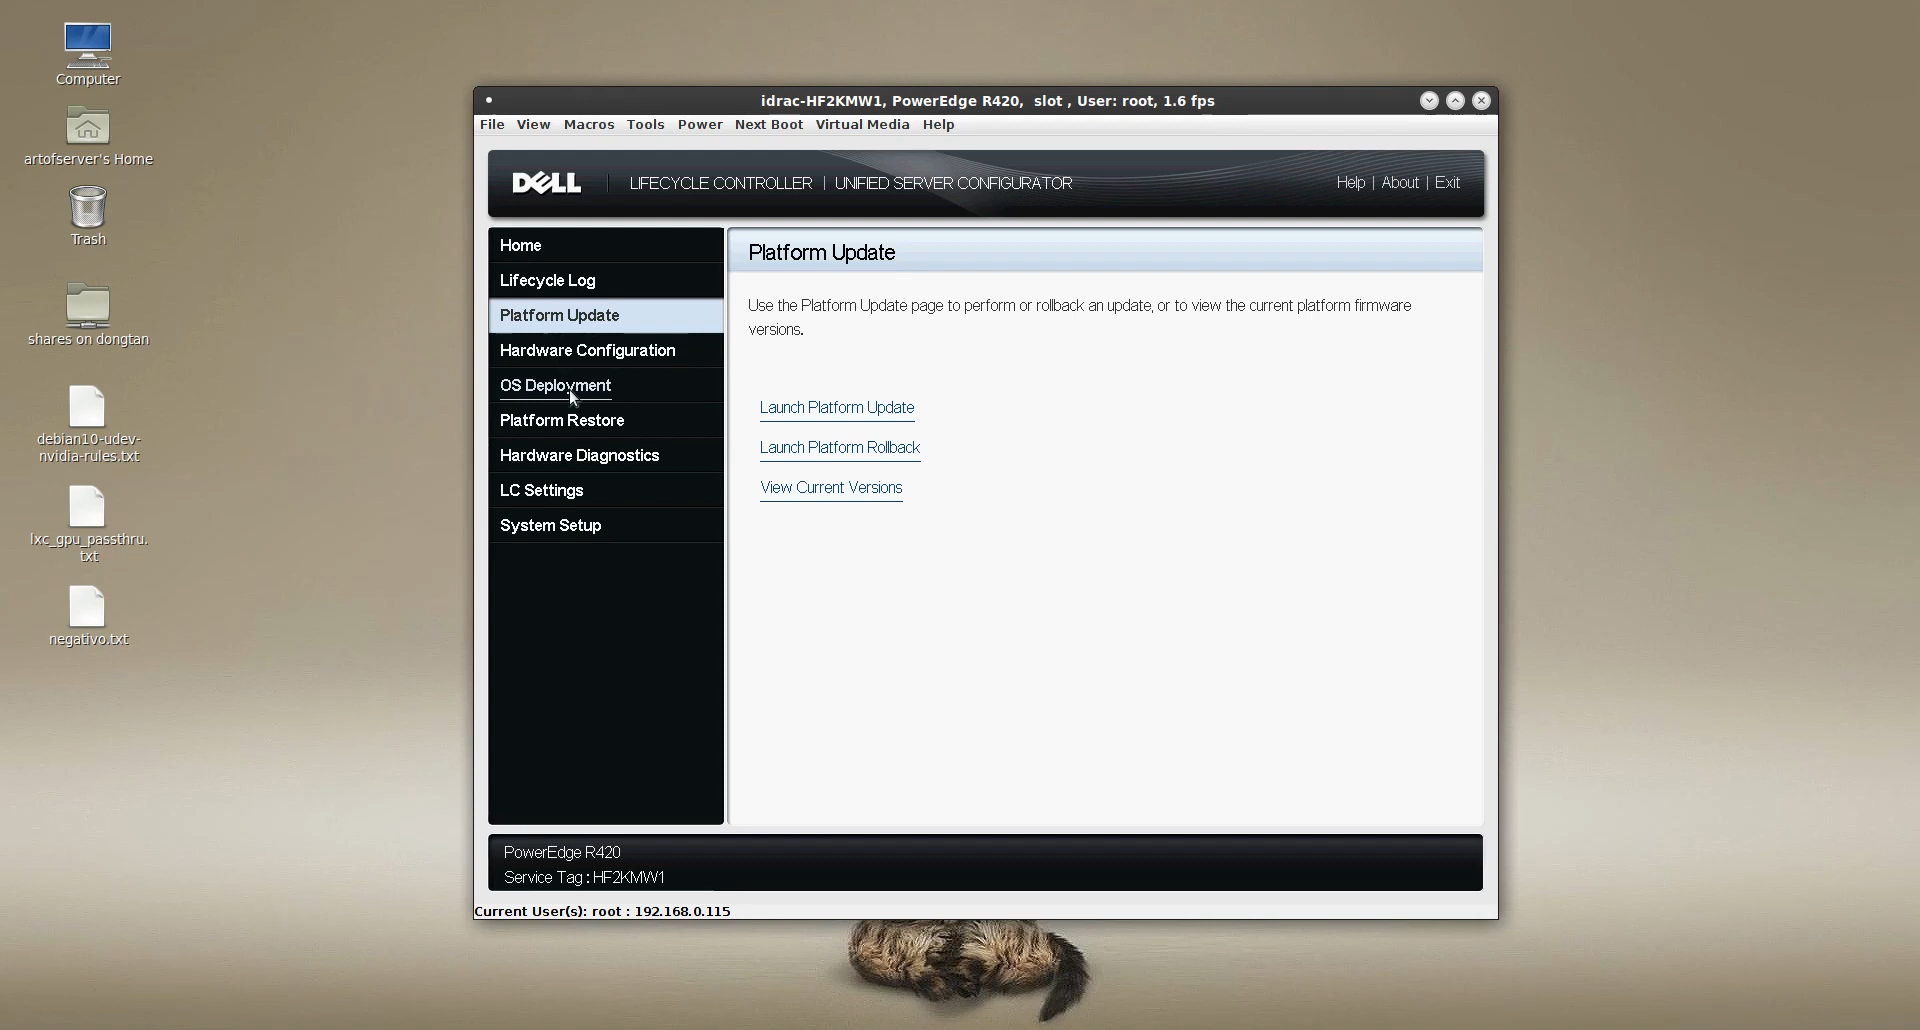 Computer
artofserver's Home
Trash
shares on dongtan
debian10-udev-
nvidia-rules.txt
lxc_gpu_passthru.
txt
negativo.txt
idrac-HF2KMW1, PowerEdge R420,  slot , User: root, 1.6 fps
File View Macros Tools Power Next Boot Virtual Media Help
DELL LIFECYCLE CONTROLLER | UNIFIED SERVER CONFIGURATOR Help | About | Exit
Home
Lifecycle Log
Platform Update
Hardware Configuration
OS Deployment
Platform Restore
Hardware Diagnostics
LC Settings
System Setup
Platform Update
Use the Platform Update page to perform or rollback an update, or to view the current platform firmware
versions.
Launch Platform Update
Launch Platform Rollback
View Current Versions
PowerEdge R420
Service Tag : HF2KMW1
Current User(s): root : 192.168.0.115